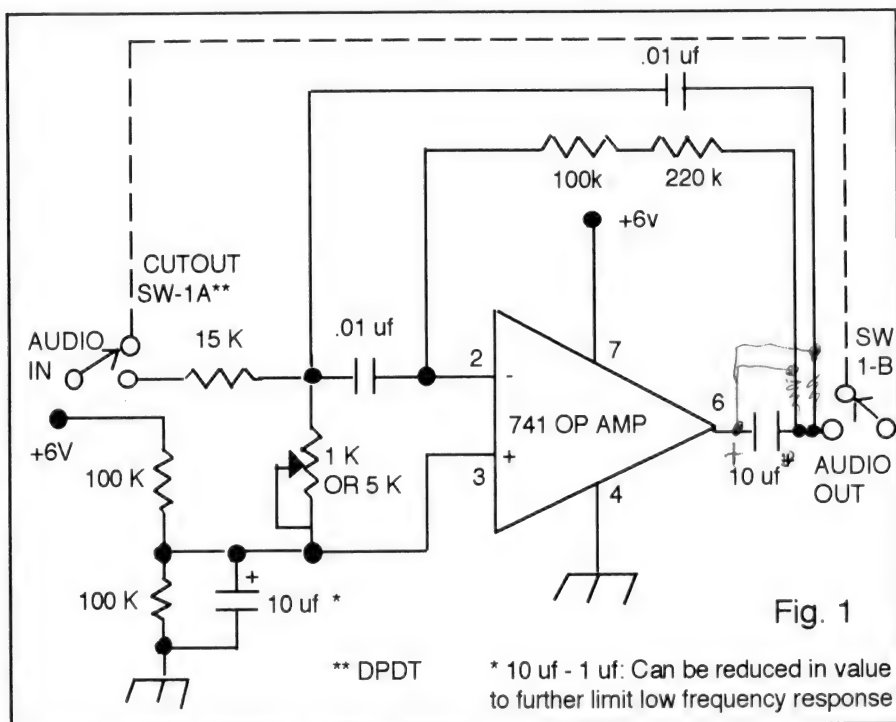 .01 uf
100k 220 k
+6v
CUTOUT
SW-1A**
AUDIO
IN
15 K
.01 uf
2
-
7
6
SW
1-B
741 OP AMP
+6V
100 K
1 K
OR 5 K
3
+
4
+
10 uf *
AUDIO
OUT
100 K
+
10 uf *
Fig. 1
** DPDT
* 10 uf - 1 uf: Can be reduced in value
to further limit low frequency response